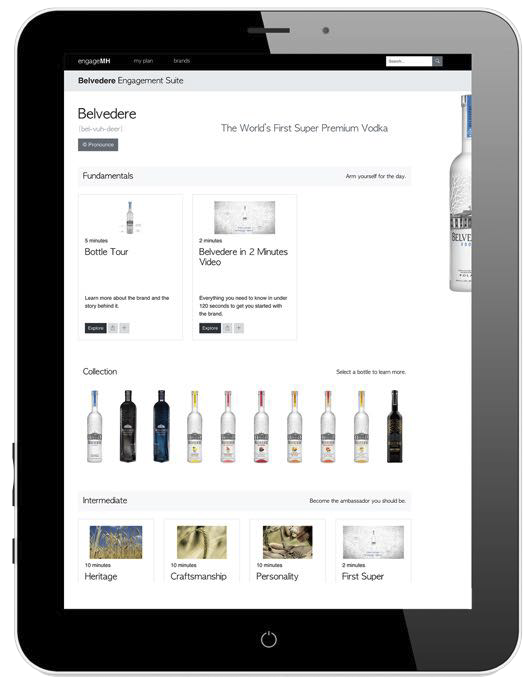 engageMH my plan brands Search...
Belvedere Engagement Suite
Belvedere
[bel-vuh-deer]
Pronounce
The World's First Super Premium Vodka
Fundamentals Arm yourself for the day.
5 minutes
Bottle Tour
Learn more about the brand and the
story behind it.
Explore +
2 minutes
Belvedere in 2 Minutes
Video
Everything you need to know in under
120 seconds to get you started with
the brand.
Explore +
BELVE
Collection Select a bottle to learn more.
Intermediate Become the ambassador you should be.
10 minutes
Heritage
10 minutes
Craftsmanship
10 minutes
Personality
2 minutes
First Super